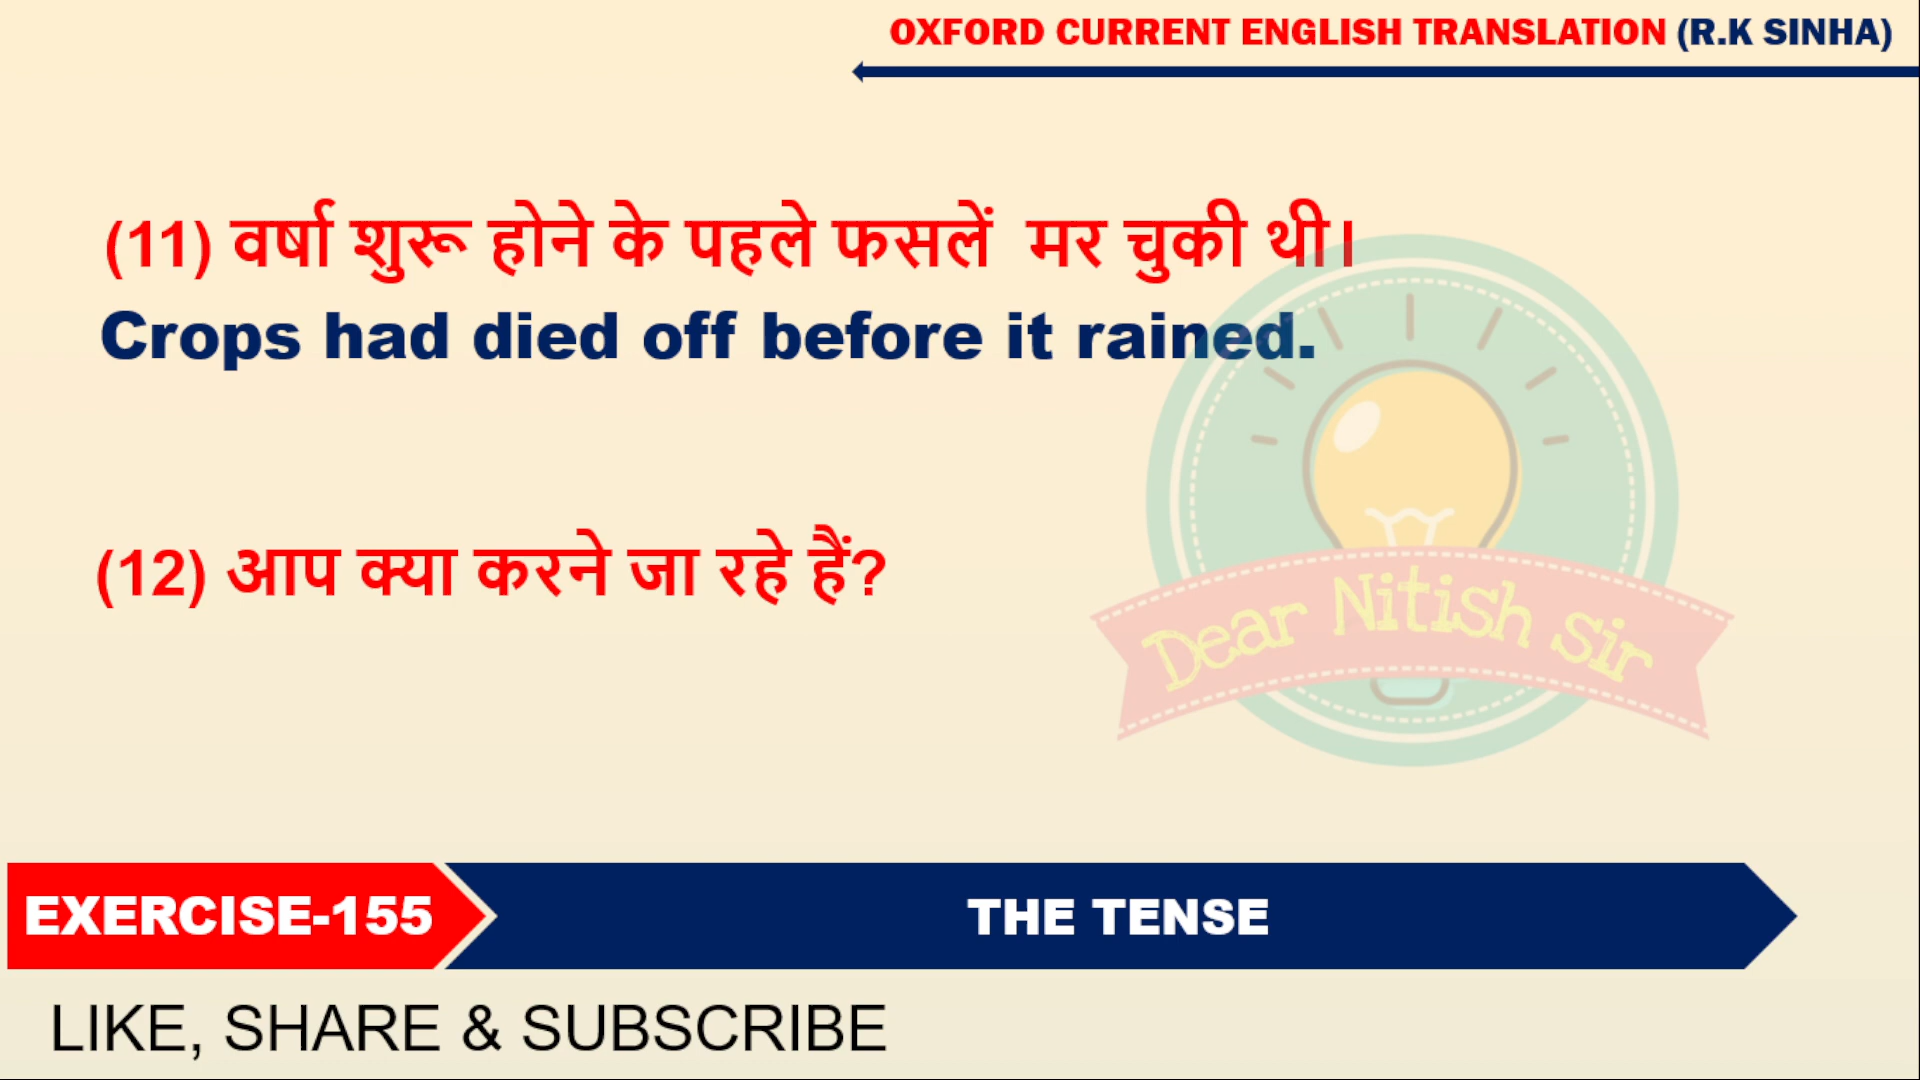 OXFORD CURRENT ENGLISH TRANSLATION (R.K SINHA)
(11) वर्षा शुरू होने के पहले फसलें मर चुकी थी।
Crops had died off before it rained.
(12) आप क्या करने जा रहे हैं?
Dear Nitish Sir
EXERCISE-155
THE TENSE
LIKE, SHARE & SUBSCRIBE